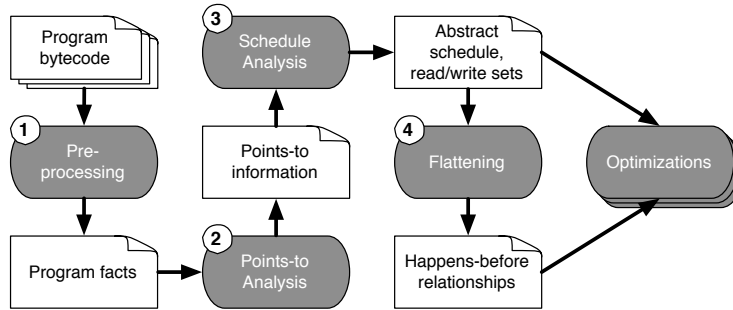 Program
bytecode
1
Pre-
processing
Program facts
2
Points-to
Analysis
Points-to
information
3
Schedule
Analysis
Abstract
schedule,
read/write sets
4
Flattening
Happens-before
relationships
Optimizations